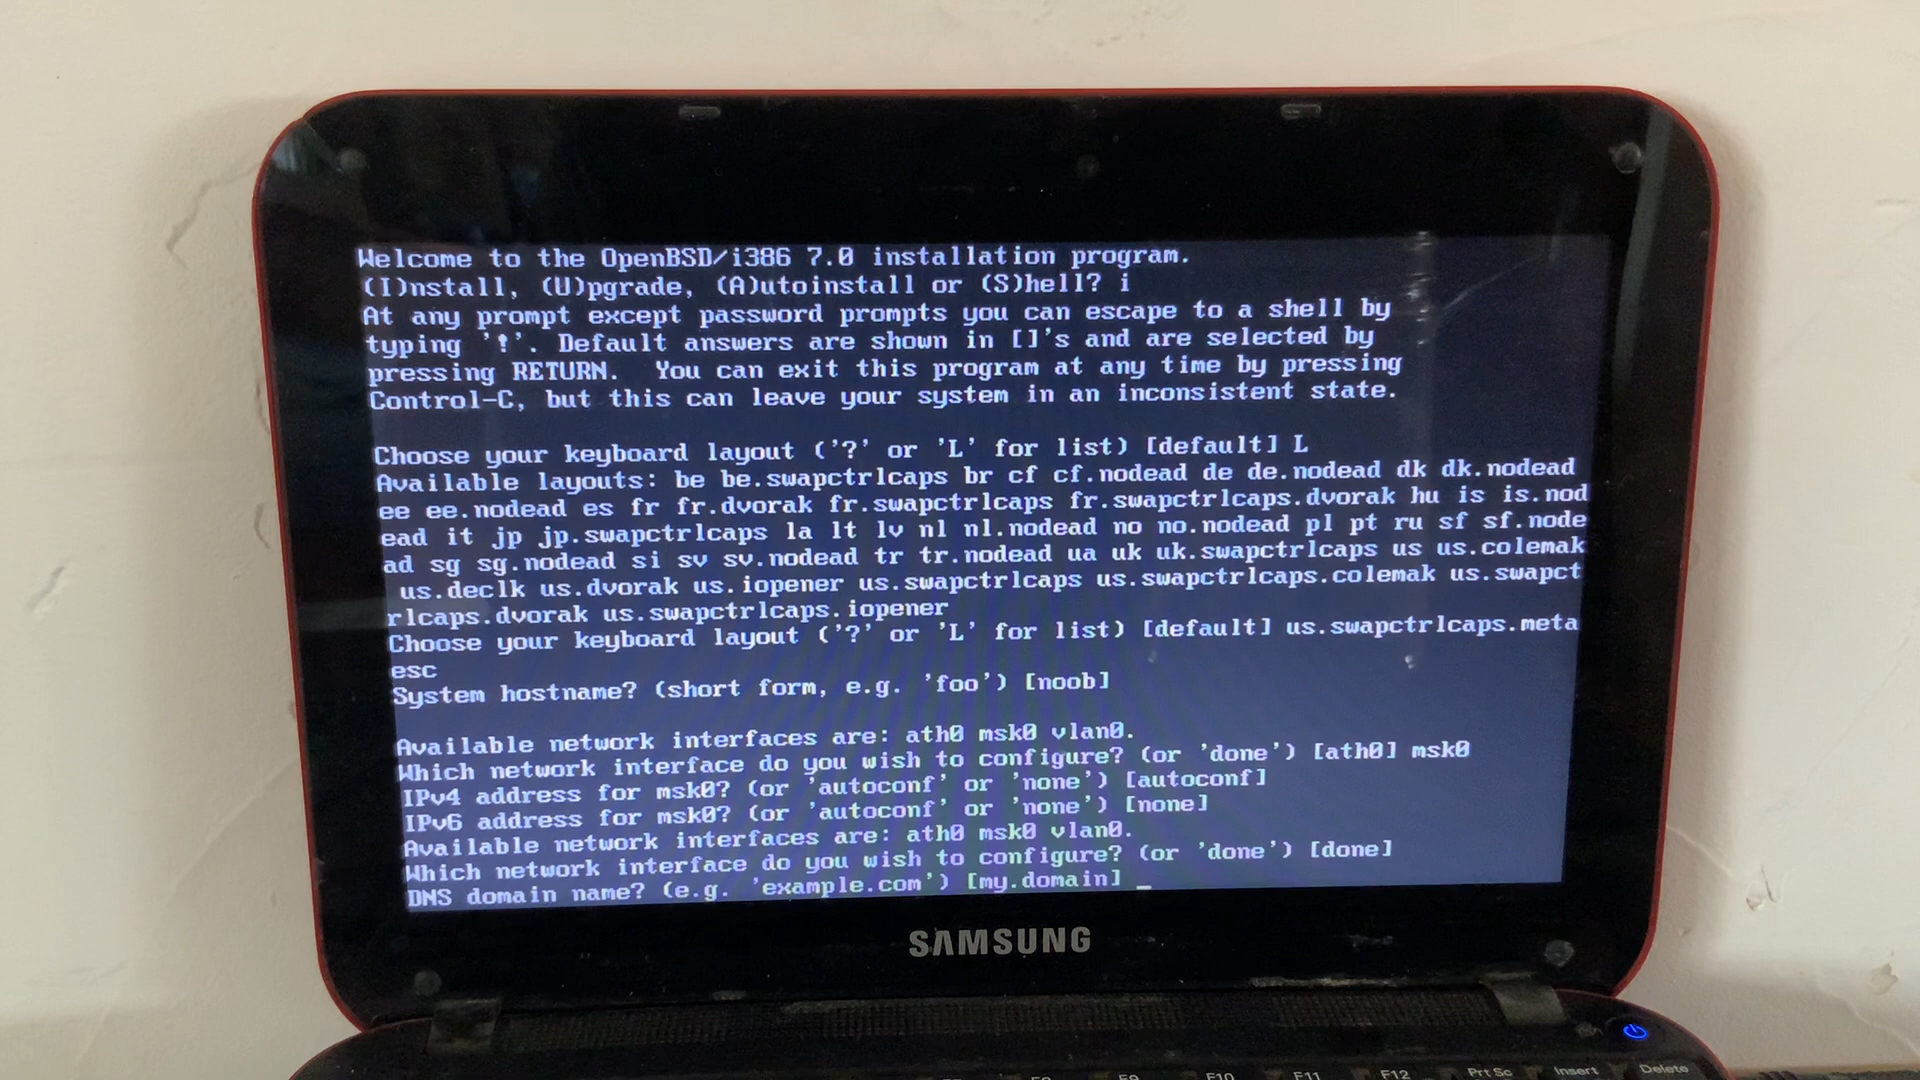 Welcome to the OpenBSD/i386 7.0 installation program.
(I)nstall, (U)pgrade, (A)utoinstall or (S)hell? i
At any prompt except password prompts you can escape to a shell by
typing '!'. Default answers are shown in []'s and are selected by
pressing RETURN.  You can exit this program at any time by pressing
Control-C, but this can leave your system in an inconsistent state.
Choose your keyboard layout ('?' or 'L' for list) [default] L
Available layouts: be be.swapctrlcaps br cf cf.nodead de de.nodead dk dk.nodead
ee ee.nodead es fr fr.dvorak fr.swapctrlcaps fr.swapctrlcaps.dvorak hu is is.nod
ead it jp jp.swapctrlcaps la lt lv nl nl.nodead no no.nodead pl pt ru sf sf.node
ad sg sg.nodead si sv sv.nodead tr tr.nodead ua uk uk.swapctrlcaps us us.colemak
us.declk us.dvorak us.iopener us.swapctrlcaps us.swapctrlcaps.colemak us.swapct
rlcaps.dvorak us.swapctrlcaps.iopener
Choose your keyboard layout ('?' or 'L' for list) [default] us.swapctrlcaps.meta
esc
System hostname? (short form, e.g. 'foo') [noob]
Available network interfaces are: ath0 msk0 vlan0.
Which network interface do you wish to configure? (or 'done') [ath0] msk0
IPv4 address for msk0? (or 'autoconf' or 'none') [autoconf]
IPv6 address for msk0? (or 'autoconf' or 'none') [none]
Available network interfaces are: ath0 msk0 vlan0.
Which network interface do you wish to configure? (or 'done') [done]
DNS domain name? (e.g. 'example.com') [my.domain] _
SAMSUNG
F9 F10 F11 F12 Prt Sc Insert Delete